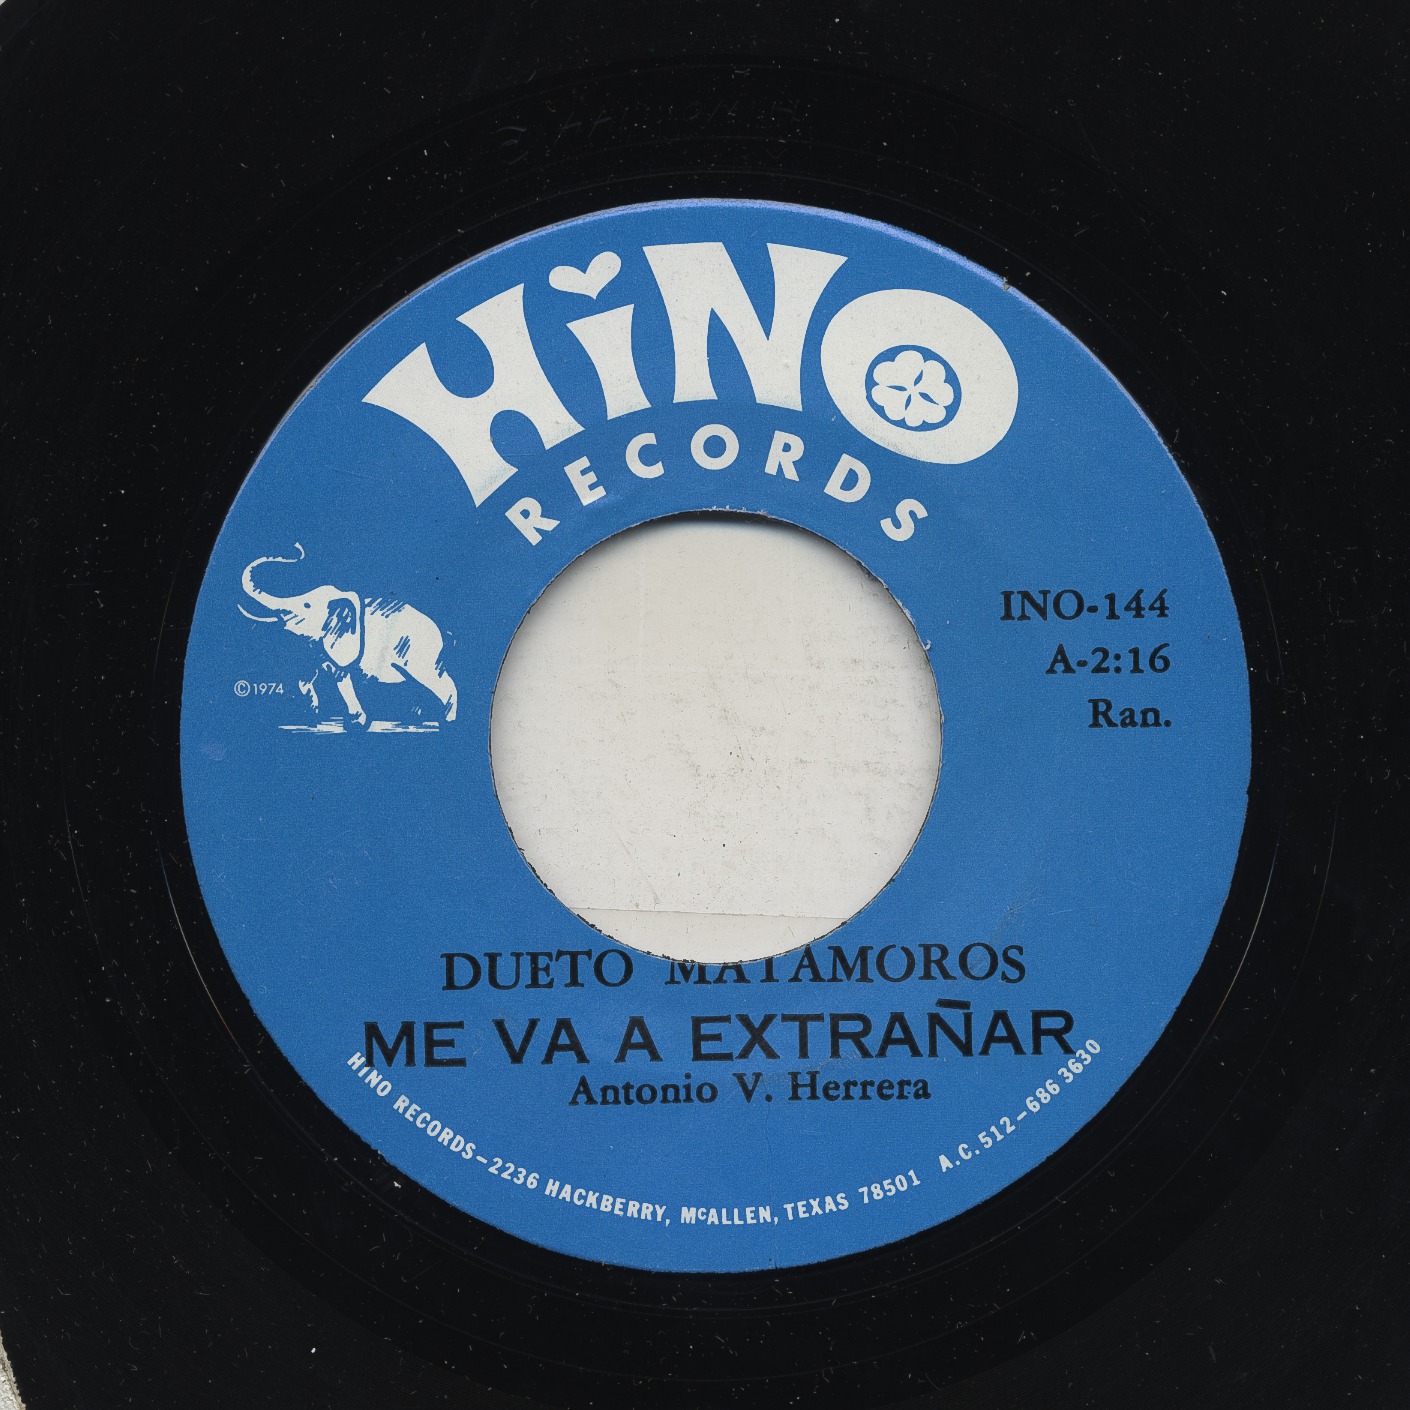 HiNO
RECORDS
©1974
INO-144
A-2:16
Ran.
DUETO MATAMOROS
ME VA A EXTRAÑAR
Antonio V. Herrera
HINO RECORDS-2236 HACKBERRY, McALLEN, TEXAS 78501 A.C. 512-686 3630